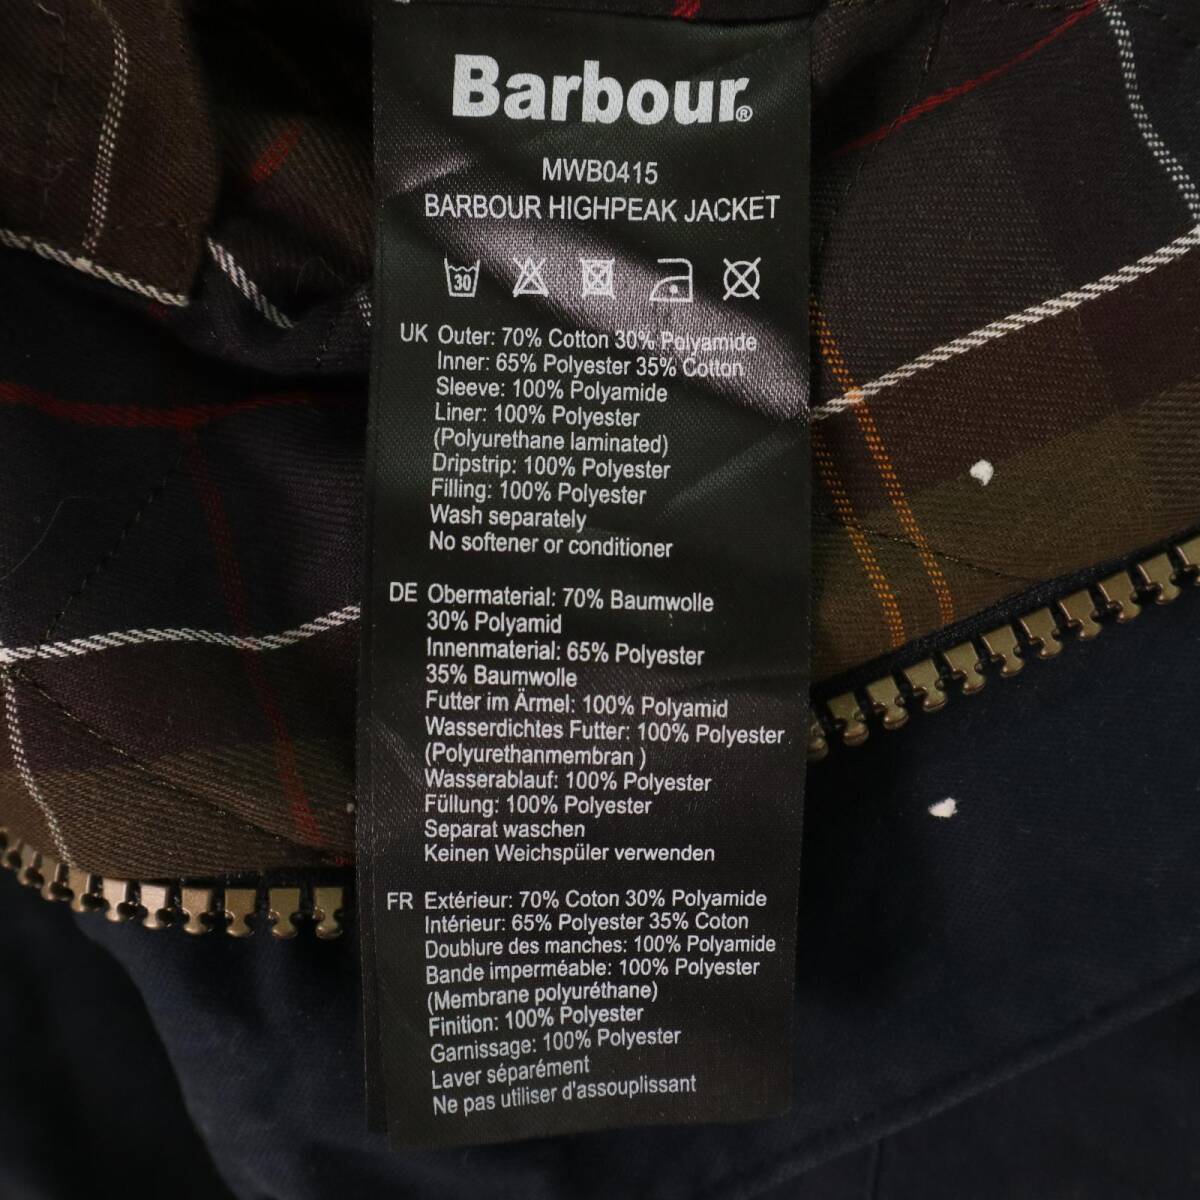 Barbour®
MWB0415
BARBOUR HIGHPEAK JACKET
30
UK Outer: 70% Cotton 30% Polyamide
Inner: 65% Polyester 35% Cotton
Sleeve: 100% Polyamide
Liner: 100% Polyester
(Polyurethane laminated)
Dripstrip: 100% Polyester
Filling: 100% Polyester
Wash separately
No softener or conditioner
DE Obermaterial: 70% Baumwolle
30% Polyamid
Innenmaterial: 65% Polyester
35% Baumwolle
Futter im Ärmel: 100% Polyamid
Wasserdichtes Futter: 100% Polyester
(Polyurethanmembran )
Wasserablauf: 100% Polyester
Füllung: 100% Polyester
Separat waschen
Keinen Weichspüler verwenden
FR Extérieur: 70% Coton 30% Polyamide
Intérieur: 65% Polyester 35% Coton
Doublure des manches: 100% Polyamide
Bande imperméable: 100% Polyester
(Membrane polyuréthane)
Finition: 100% Polyester
Garnissage: 100% Polyester
Laver séparément
Ne pas utiliser d'assouplissant